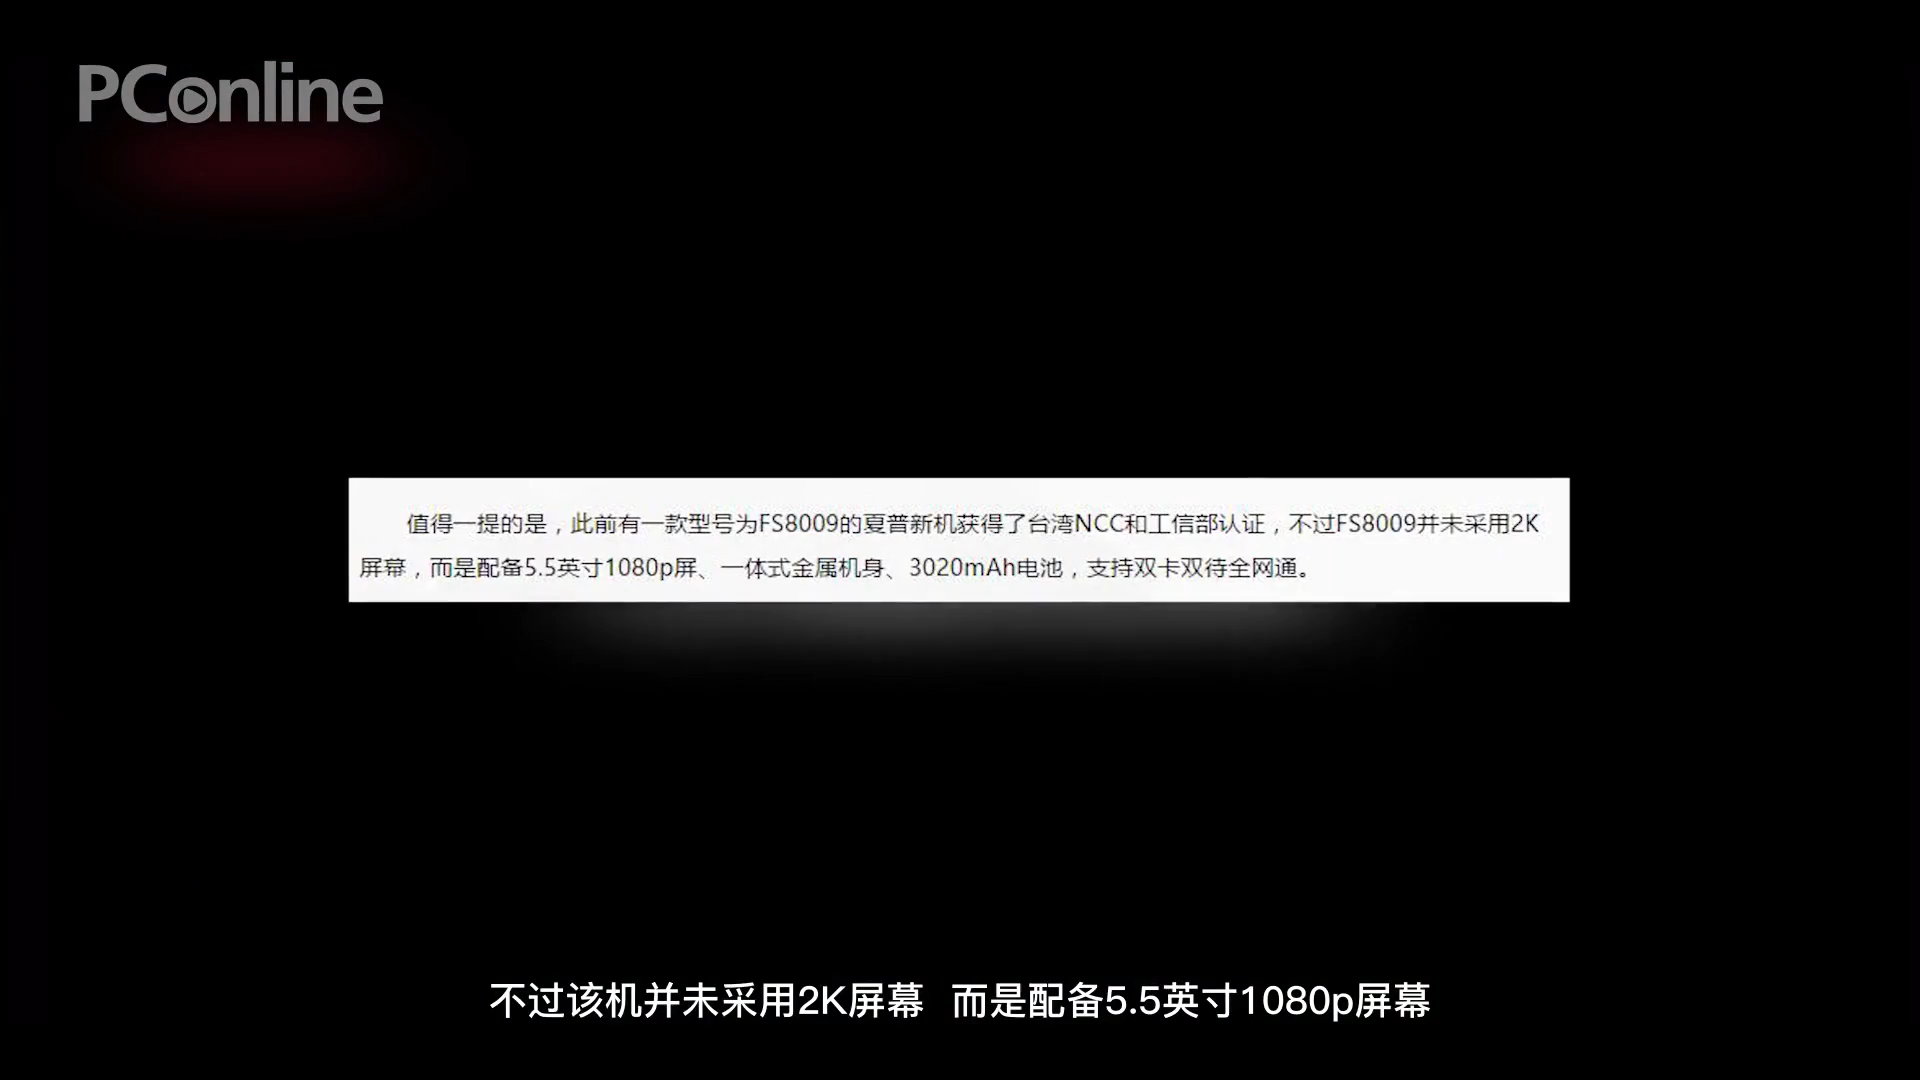 PConline
值得一提的是，此前有一款型号为FS8009的夏普新机获得了台湾NCC和工信部认证，不过FS8009并未采用2K
屏幕，而是配备5.5英寸1080p屏、一体式金属机身、3020mAh电池，支持双卡双待全网通。
不过该机并未采用2K屏幕 而是配备5.5英寸1080p屏幕